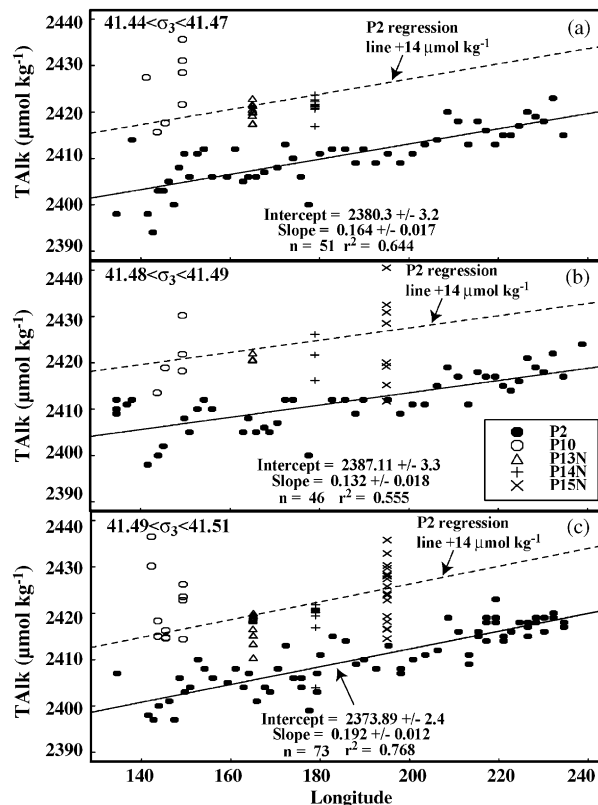 41.44<σ3<41.47
(a)
P2 regression
line +14 μmol kg-1
2440
2430
2420
2410
2400
2390
TAlk (μmol kg-1)
Intercept = 2380.3 +/- 3.2
Slope = 0.164 +/- 0.017
n = 51 r2 = 0.644
41.48<σ3<41.49
(b)
P2 regression
line +14 μmol kg-1
2440
2430
2420
2410
2400
2390
TAlk (μmol kg-1)
Intercept = 2387.11 +/- 3.3
Slope = 0.132 +/- 0.018
n = 46 r2 = 0.555
P2
P10
P13N
P14N
P15N
41.49<σ3<41.51
(c)
P2 regression
line +14 μmol kg-1
2440
2430
2420
2410
2400
2390
TAlk (μmol kg-1)
Intercept = 2373.89 +/- 2.4
Slope = 0.192 +/- 0.012
n = 73 r2 = 0.768
140 160 180 200 220 240
Longitude